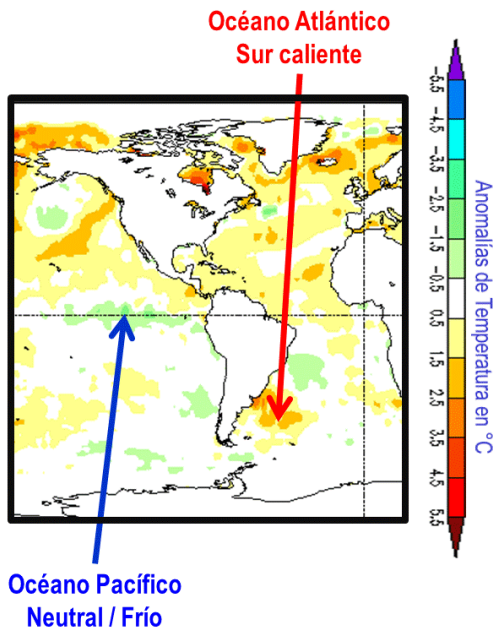 Océano Atlántico
Sur caliente
-5.5
-4.5
-3.5
-2.5
-1.5
-0.5
0.5
1.5
2.5
3.5
4.5
5.5
Anomalías de Temperatura en °C
Océano Pacífico
Neutral / Frío